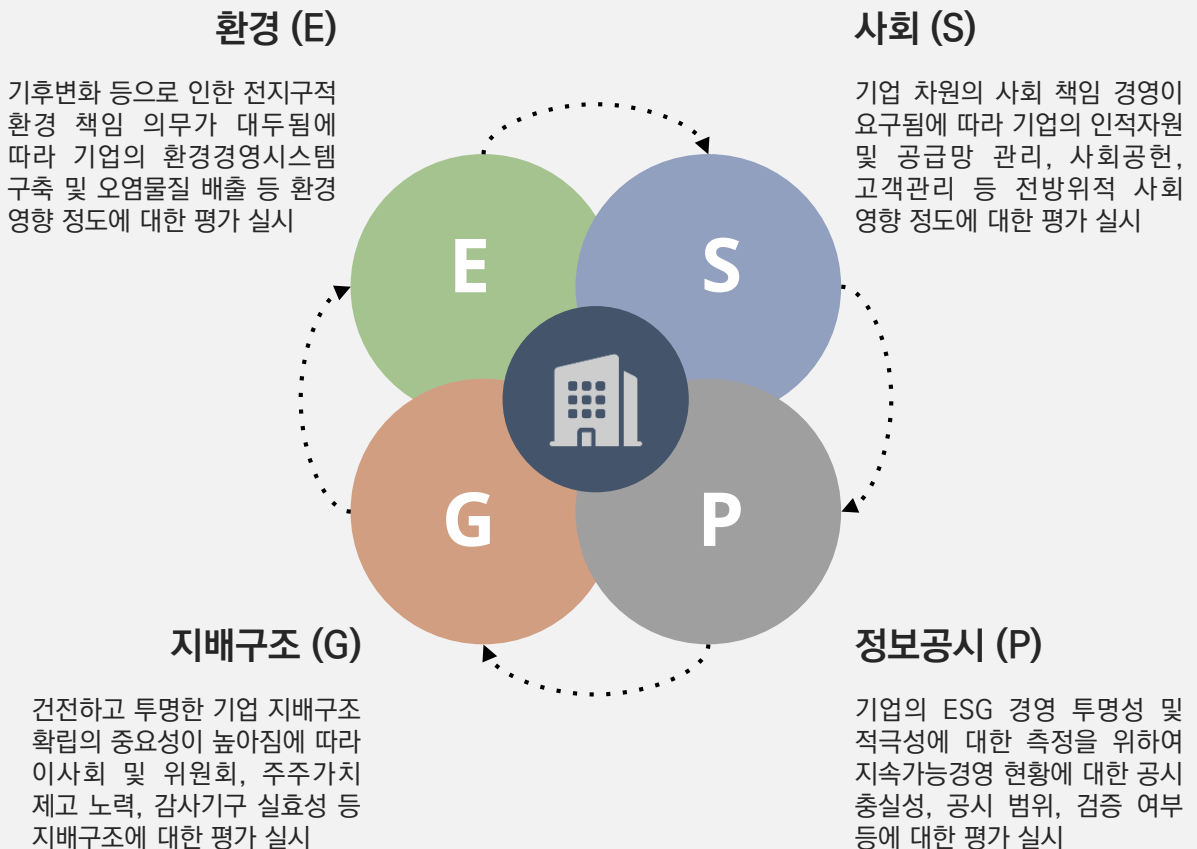 환경 (E)
기후변화 등으로 인한 전지구적
환경 책임 의무가 대두됨에
따라 기업의 환경경영시스템
구축 및 오염물질 배출 등 환경
영향 정도에 대한 평가 실시
사회 (S)
기업 차원의 사회 책임 경영이
요구됨에 따라 기업의 인적자원
및 공급망 관리, 사회공헌,
고객관리 등 전방위적 사회
영향 정도에 대한 평가 실시
E
S
G
P
지배구조 (G)
건전하고 투명한 기업 지배구조
확립의 중요성이 높아짐에 따라
이사회 및 위원회, 주주가치
제고 노력, 감사기구 실효성 등
지배구조에 대한 평가 실시
정보공시 (P)
기업의 ESG 경영 투명성 및
적극성에 대한 측정을 위하여
지속가능경영 현황에 대한 공시
충실성, 공시 범위, 검증 여부
등에 대한 평가 실시